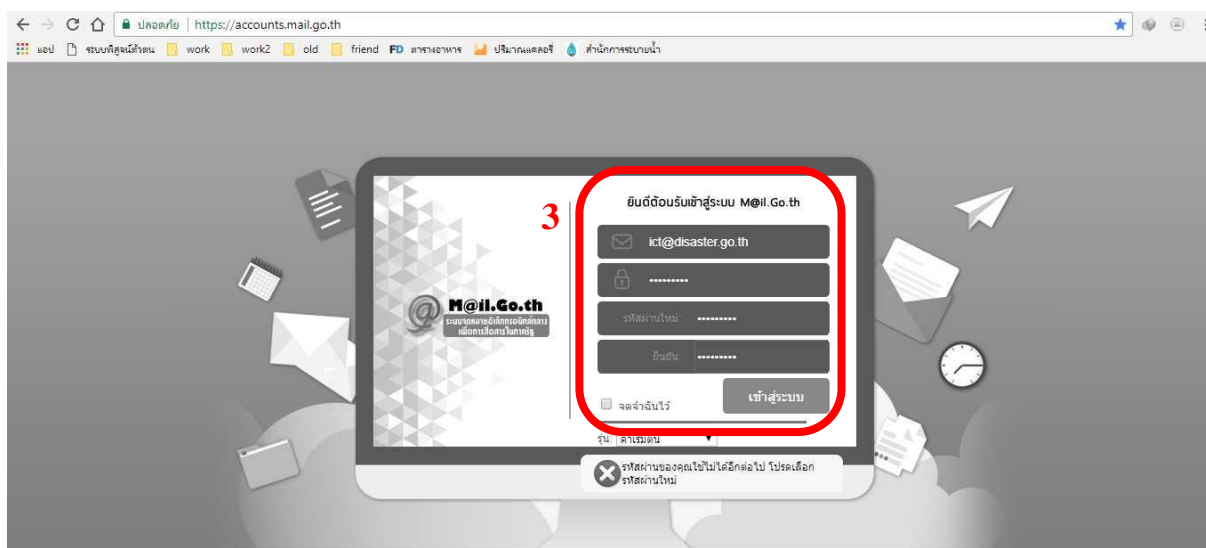 ปลอดภัย | https://accounts.mail.go.th
แอป ระบบพิสูจน์ตัวตน work work2 old friend FD ตารางอาหาร ปริมาณแคลอรี่ สำนักการระบายน้ำ
3
ยินดีต้อนรับเข้าสู่ระบบ M@il.Go.th
ict@disaster.go.th
•••••••••
รหัสผ่านใหม่: •••••••••
ยืนยัน: •••••••••
M@il.Go.th
ระบบจดหมายอิเล็กทรอนิกส์กลาง
เพื่อการสื่อสารในภาครัฐ
จดจำฉันไว้
เข้าสู่ระบบ
รุ่น: ค่าเริ่มต้น
รหัสผ่านของคุณใช้ไม่ได้อีกต่อไป โปรดเลือก
รหัสผ่านใหม่